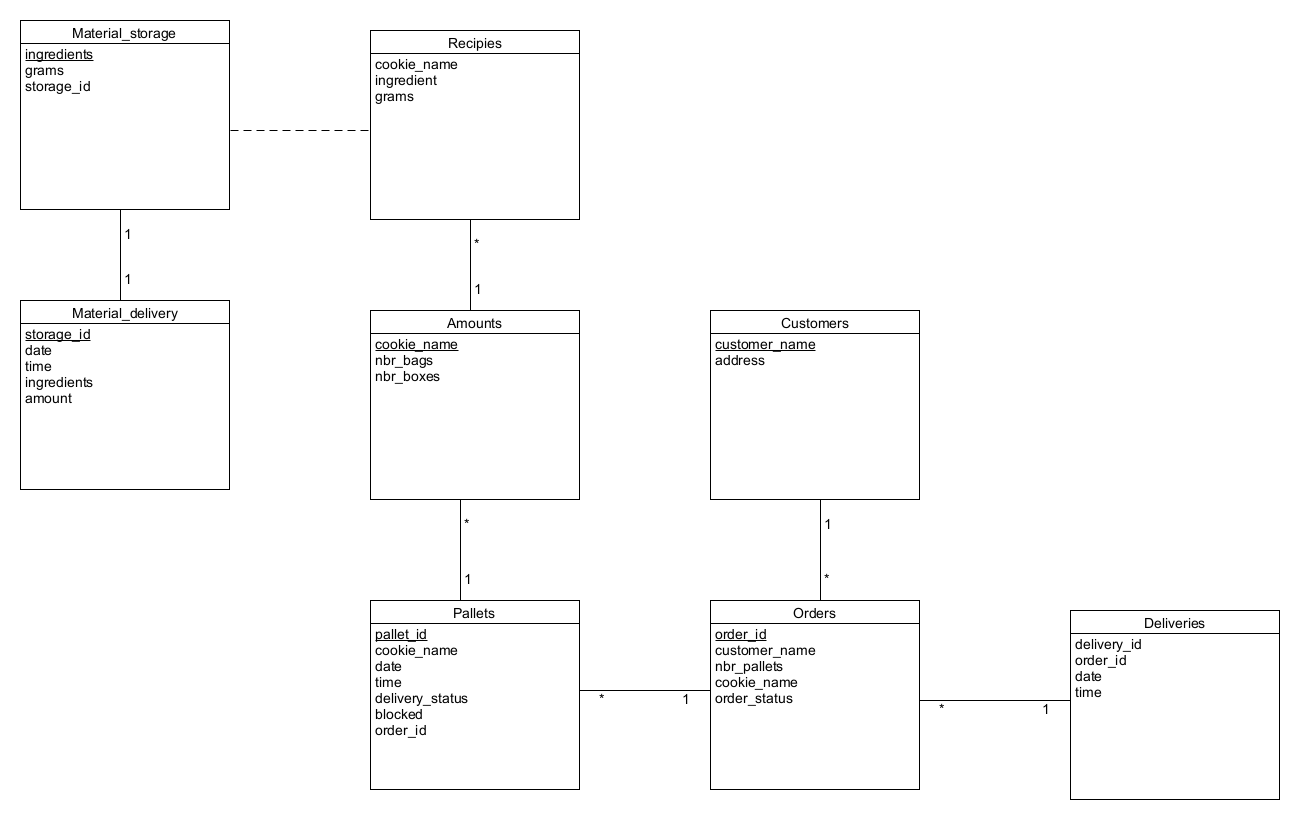 Material_storage
ingredients
grams
storage_id
Recipies
cookie_name
ingredient
grams
1
1
*
1
Material_delivery
storage_id
date
time
ingredients
amount
Amounts
cookie_name
nbr_bags
nbr_boxes
Customers
customer_name
address
*
1
1
*
Pallets
pallet_id
cookie_name
date
time
delivery_status
blocked
order_id
* 1
Orders
order_id
customer_name
nbr_pallets
cookie_name
order_status
* 1
Deliveries
delivery_id
order_id
date
time